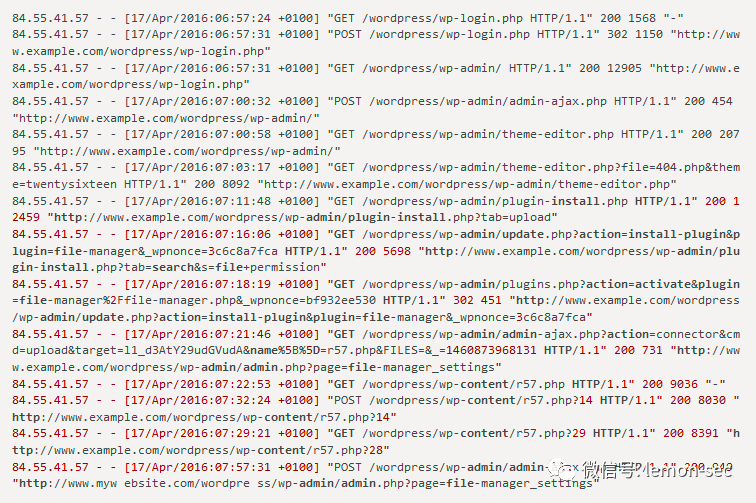 84.55.41.57 - - [17/Apr/2016:06:57:24 +0100] "GET /wordpress/wp-login.php HTTP/1.1" 200 1568 "-"
84.55.41.57 - - [17/Apr/2016:06:57:31 +0100] "POST /wordpress/wp-login.php HTTP/1.1" 302 1150 "http://ww
w.example.com/wordpress/wp-login.php"
84.55.41.57 - - [17/Apr/2016:06:57:31 +0100] "GET /wordpress/wp-admin/ HTTP/1.1" 200 12905 "http://www.e
xample.com/wordpress/wp-login.php"
84.55.41.57 - - [17/Apr/2016:07:00:32 +0100] "POST /wordpress/wp-admin/admin-ajax.php HTTP/1.1" 200 454
"http://www.example.com/wordpress/wp-admin/"
84.55.41.57 - - [17/Apr/2016:07:00:58 +0100] "GET /wordpress/wp-admin/theme-editor.php HTTP/1.1" 200 207
95 "http://www.example.com/wordpress/wp-admin/"
84.55.41.57 - - [17/Apr/2016:07:03:17 +0100] "GET /wordpress/wp-admin/theme-editor.php?file=404.php&them
e=twentysixteen HTTP/1.1" 200 8092 "http://www.example.com/wordpress/wp-admin/theme-editor.php"
84.55.41.57 - - [17/Apr/2016:07:11:48 +0100] "GET /wordpress/wp-admin/plugin-install.php HTTP/1.1" 200 1
2459 "http://www.example.com/wordpress/wp-admin/plugin-install.php?tab=upload"
84.55.41.57 - - [17/Apr/2016:07:16:06 +0100] "GET /wordpress/wp-admin/update.php?action=install-plugin&p
lugin=file-manager&_wpnonce=3c6c8a7fca HTTP/1.1" 200 5698 "http://www.example.com/wordpress/wp-admin/plu
gin-install.php?tab=search&s=file+permission"
84.55.41.57 - - [17/Apr/2016:07:18:19 +0100] "GET /wordpress/wp-admin/plugins.php?action=activate&plugin
=file-manager%2Ffile-manager.php&_wpnonce=bf932ee530 HTTP/1.1" 302 451 "http://www.example.com/wordpress
/wp-admin/update.php?action=install-plugin&plugin=file-manager&_wpnonce=3c6c8a7fca"
84.55.41.57 - - [17/Apr/2016:07:21:46 +0100] "GET /wordpress/wp-admin/admin-ajax.php?action=connector&cm
d=upload&target=l1_d3AtY29udGVudA&name%5B%5D=r57.php&FILES=&_=1460873968131 HTTP/1.1" 200 731 "http://ww
w.example.com/wordpress/wp-admin/admin.php?page=file-manager_settings"
84.55.41.57 - - [17/Apr/2016:07:22:53 +0100] "GET /wordpress/wp-content/r57.php HTTP/1.1" 200 9036 "-"
84.55.41.57 - - [17/Apr/2016:07:32:24 +0100] "POST /wordpress/wp-content/r57.php?14 HTTP/1.1" 200 8030 "
http://www.example.com/wordpress/wp-content/r57.php?14"
84.55.41.57 - - [17/Apr/2016:07:29:21 +0100] "GET /wordpress/wp-content/r57.php?29 HTTP/1.1" 200 8391 "h
ttp://www.example.com/wordpress/wp-content/r57.php?28"
84.55.41.57 - - [17/Apr/2016:07:57:31 +0100] "POST /wordpress/wp-admin/admin-
"http://www.myw ebsite.com/wordpre ss/wp-admin/admin.php?page=file-manager_settings"
微信号: lemon-sec